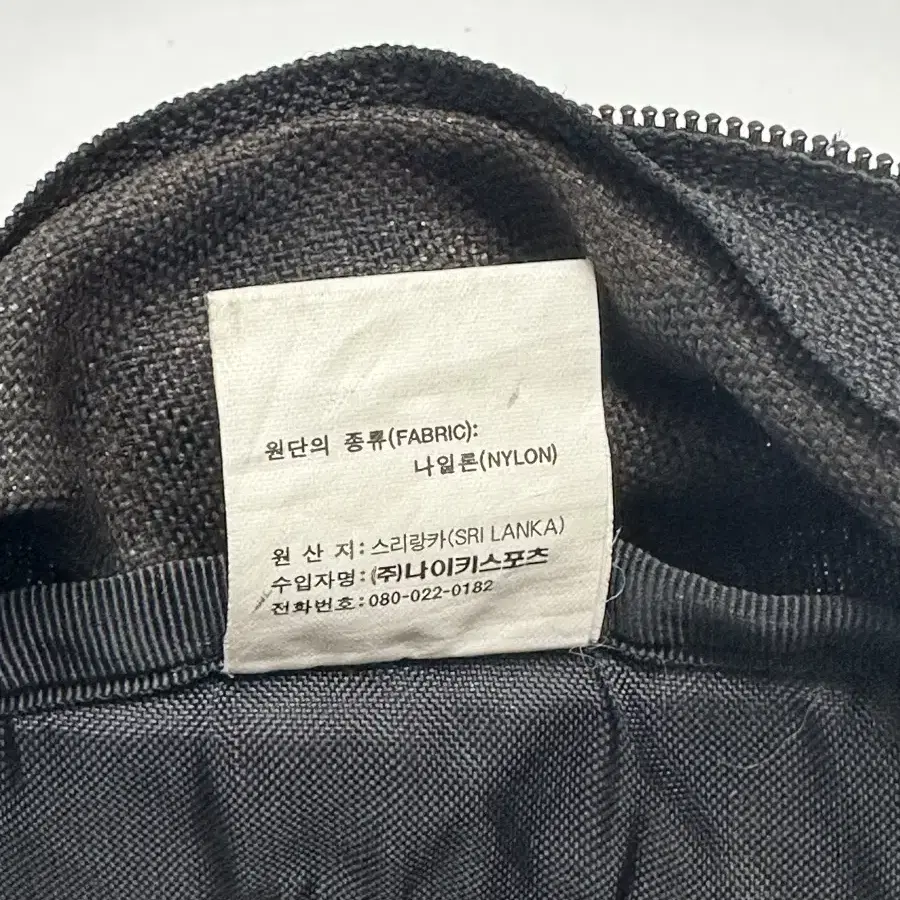 원단의 종류(FABRIC):
나일론(NYLON)
원 산 지: 스리랑카(SRI LANKA)
수입자명: (주)나이키스포츠
전화번호: 080-022-0182